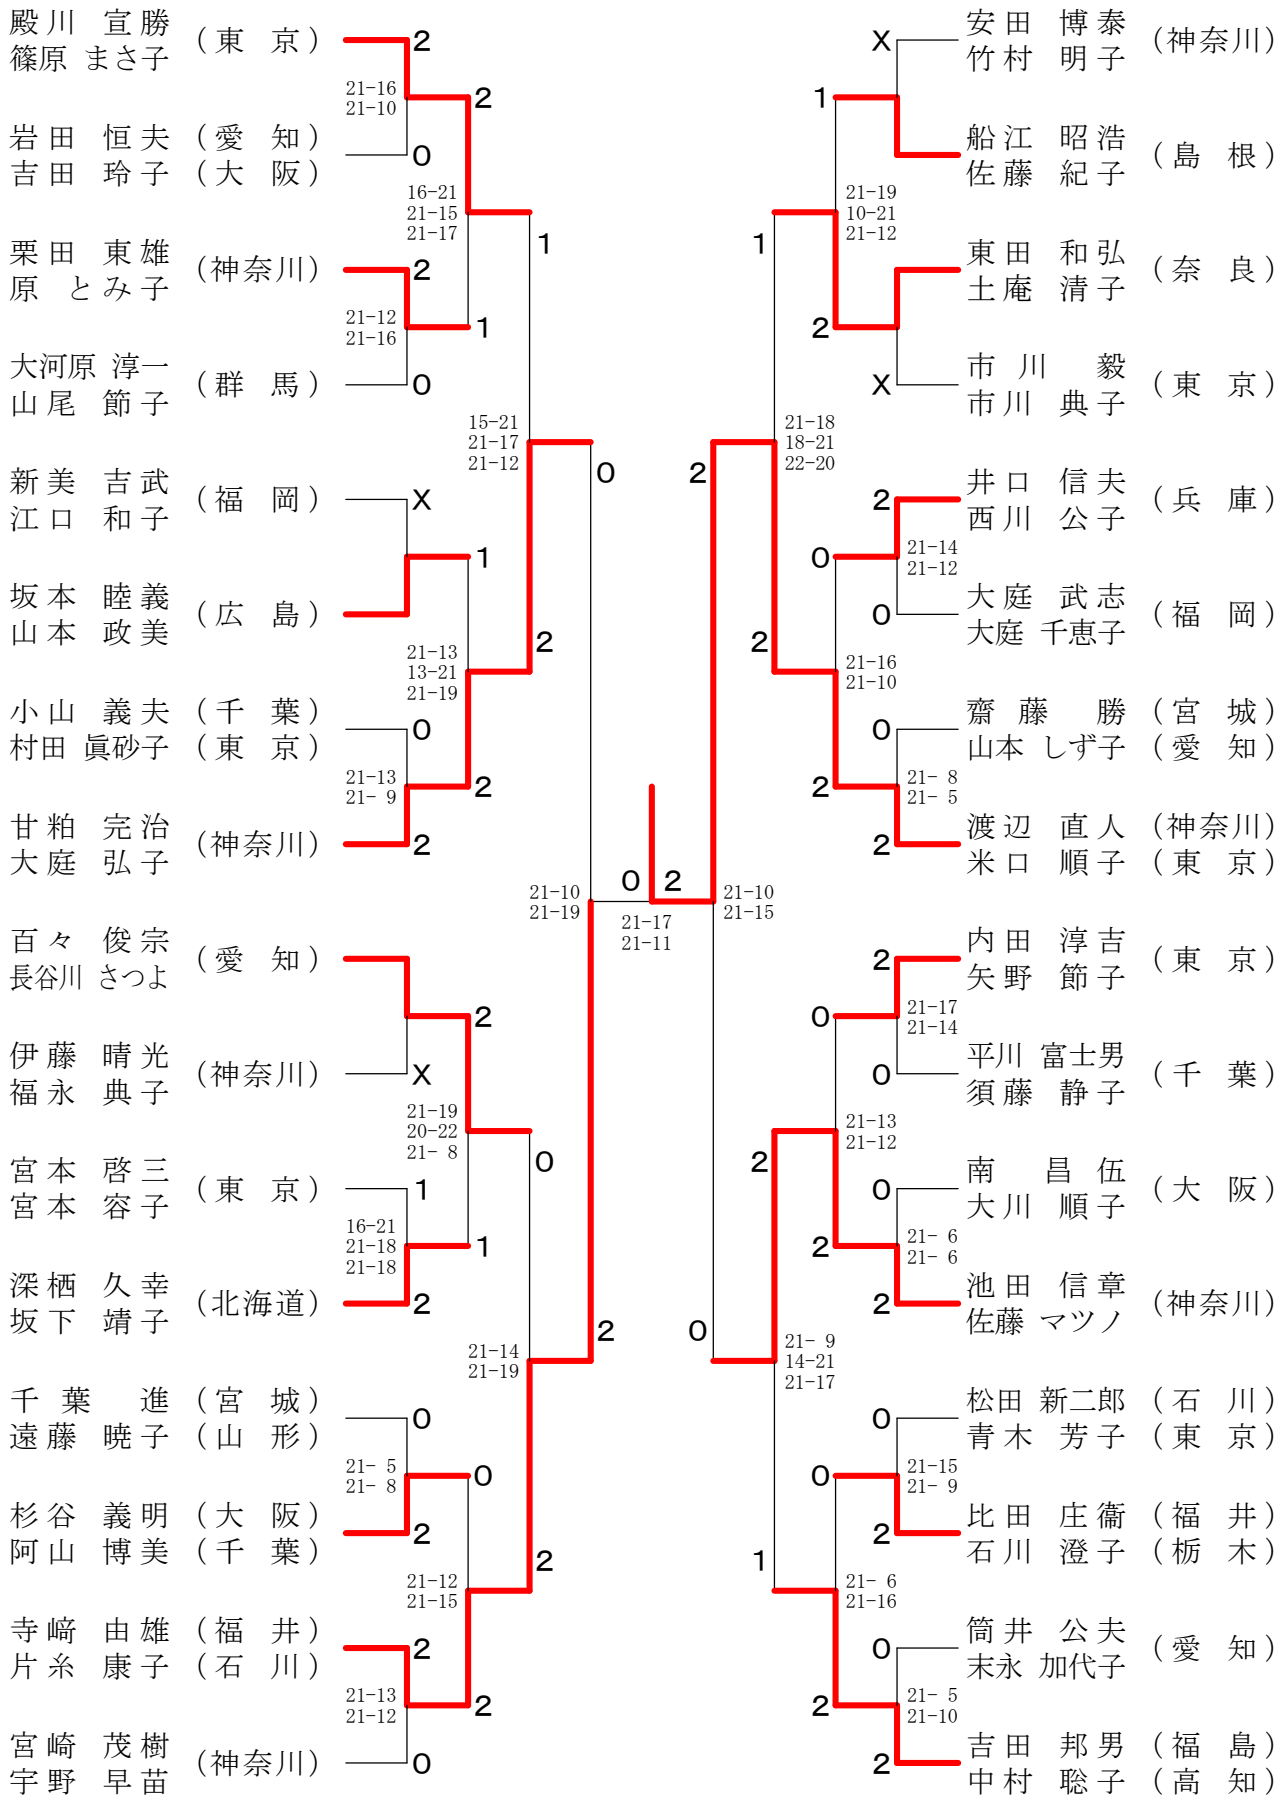 殿川 宣勝 (東 京) 2
篠原 まさ子
21-16
21-10
2
岩田 恒夫 (愛 知) 0
吉田 玲子 (大 阪)
16-21
21-15
21-17
1
栗田 東雄 (神奈川) 2
原 とみ子
21-12
21-16
1
大河原 淳一 (群 馬) 0
山尾 節子
15-21
21-17
21-12
0
新美 吉武 (福 岡) X
江口 和子
1
坂本 睦義 (広 島)
山本 政美
21-13
13-21
21-19
2
小山 義夫 (千 葉) 0
村田 眞砂子 (東 京)
21-13
21- 9
2
甘粕 完治 (神奈川) 2
大庭 弘子
21-10
21-19
百々 俊宗 (愛 知)
長谷川 さつよ
2
伊藤 晴光 (神奈川) X
福永 典子
21-19
20-22
21- 8
0
宮本 啓三 (東 京) 1
宮本 容子
16-21
21-18
21-18
1
深栖 久幸 (北海道) 2
坂下 靖子
21-14
21-19
2
千葉 進 (宮 城) 0
遠藤 暁子 (山 形)
21- 5
21- 8
0
杉谷 義明 (大 阪) 2
阿山 博美 (千 葉)
21-12
21-15
2
寺﨑 由雄 (福 井) 2
片糸 康子 (石 川)
21-13
21-12
2
宮崎 茂樹 (神奈川) 0
宇野 早苗
0 2
21-17
21-11
X 安田 博泰 (神奈川)
竹村 明子
1
船江 昭浩 (島 根)
佐藤 紀子
21-19
10-21
21-12
1
東田 和弘 (奈 良)
土庵 清子
2
X 市川 毅 (東 京)
市川 典子
21-18
18-21
22-20
2
2 井口 信夫 (兵 庫)
西川 公子
21-14
21-12
0
0 大庭 武志 (福 岡)
大庭 千恵子
21-16
21-10
2
0 齋藤 勝 (宮 城)
山本 しず子 (愛 知)
21- 8
21- 5
2
2 渡辺 直人 (神奈川)
米口 順子 (東 京)
21-10
21-15
2 内田 淳吉 (東 京)
矢野 節子
21-17
21-14
0
0 平川 富士男 (千 葉)
須藤 静子
21-13
21-12
2
0 南 昌伍 (大 阪)
大川 順子
21- 6
21- 6
2
2 池田 信章 (神奈川)
佐藤 マツノ
21- 9
14-21
21-17
0
0 松田 新二郎 (石 川)
青木 芳子 (東 京)
21-15
21- 9
0
2 比田 庄衞 (福 井)
石川 澄子 (栃 木)
21- 6
21-16
1
0 筒井 公夫 (愛 知)
末永 加代子
21- 5
21-10
2
2 吉田 邦男 (福 島)
中村 聡子 (高 知)